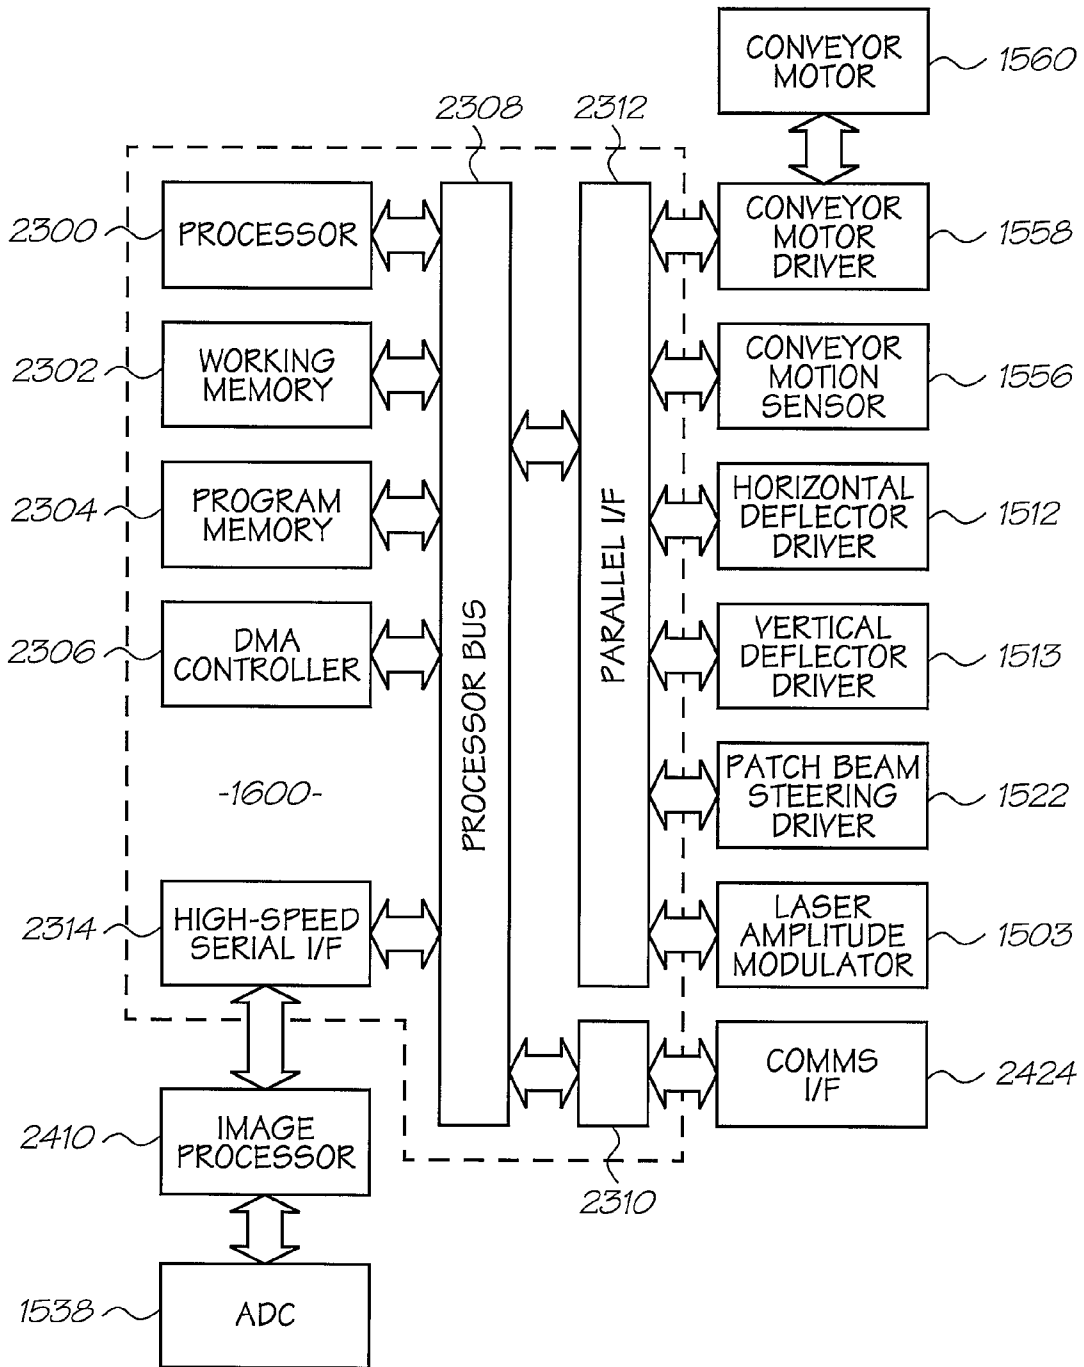 CONVEYOR
MOTOR
1560
2308
2312
2300
PROCESSOR
CONVEYOR
MOTOR
DRIVER
1558
2302
WORKING
MEMORY
CONVEYOR
MOTION
SENSOR
1556
2304
PROGRAM
MEMORY
HORIZONTAL
DEFLECTOR
DRIVER
1512
PARALLEL I/F
PROCESSOR BUS
2306
DMA
CONTROLLER
VERTICAL
DEFLECTOR
DRIVER
1513
-1600-
PATCH BEAM
STEERING
DRIVER
1522
2314
HIGH-SPEED
SERIAL I/F
LASER
AMPLITUDE
MODULATOR
1503
COMMS
I/F
2424
2410
IMAGE
PROCESSOR
2310
1538
ADC